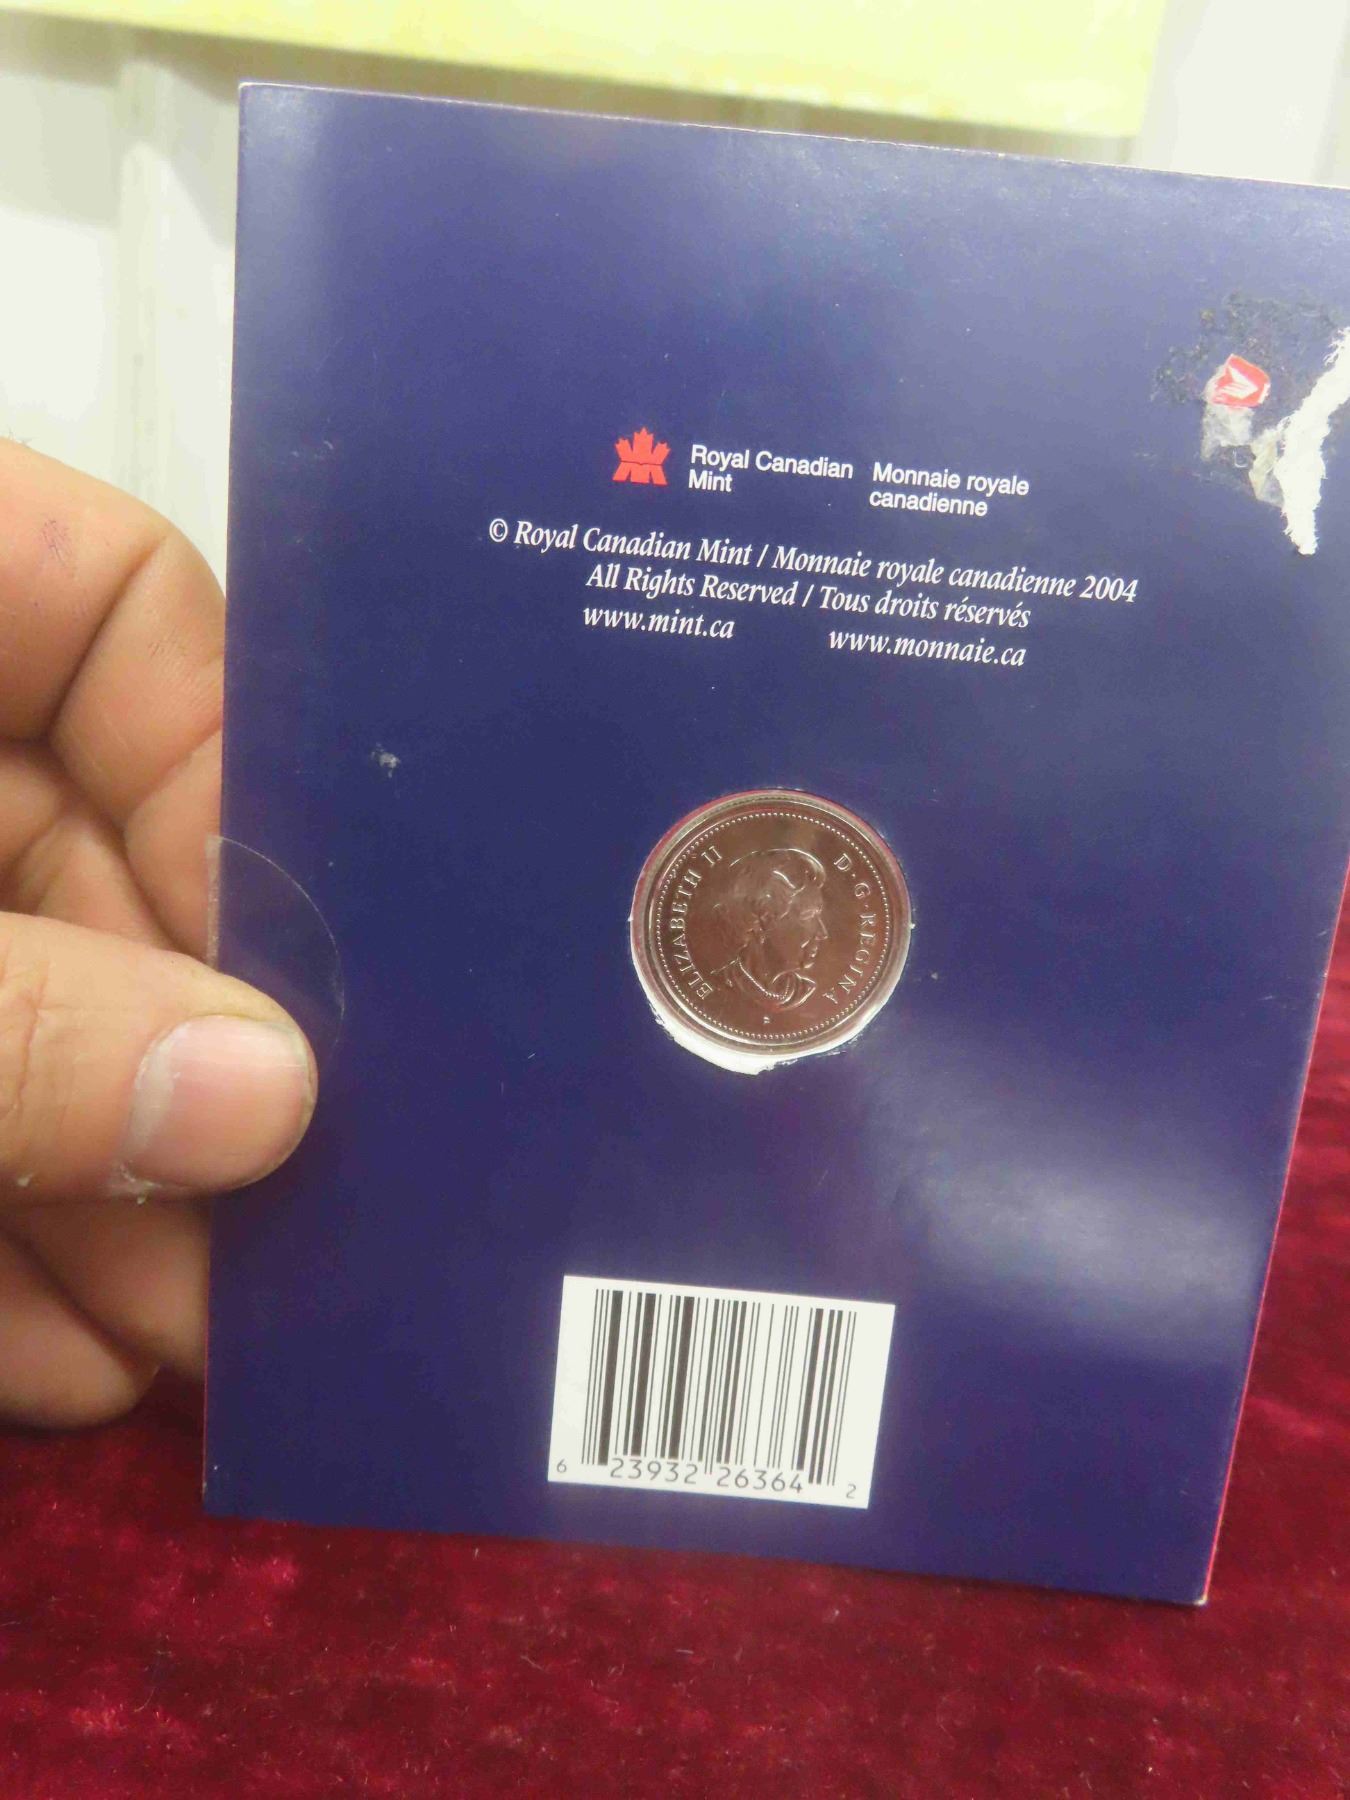 Royal Canadian Mint
Monnaie royale canadienne
© Royal Canadian Mint / Monnaie royale canadienne 2004
All Rights Reserved / Tous droits réservés
www.mint.ca www.monnaie.ca
ELIZABETH II D·G·REGINA
P
6 23932 26364 2